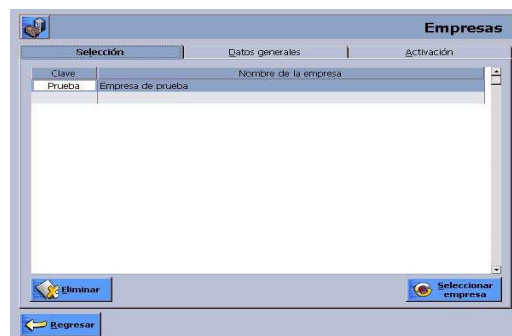 Empresas
Selección Datos generales Activación
Clave Nombre de la empresa
Prueba Empresa de prueba
Eliminar
Seleccionar
empresa
Regresar